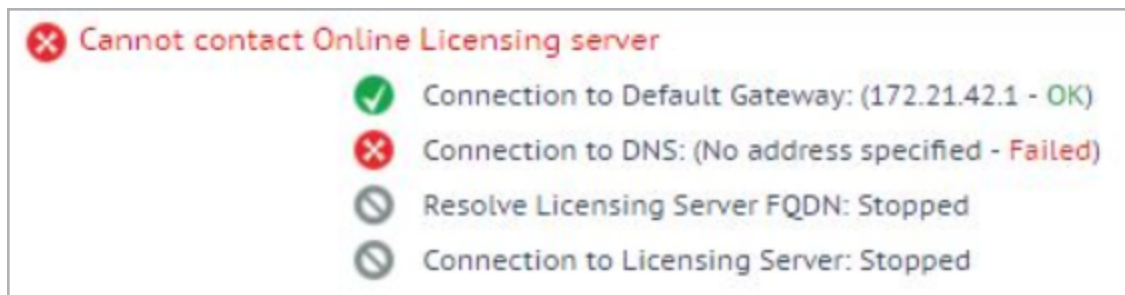 Cannot contact Online Licensing server
Connection to Default Gateway: (172.21.42.1 - OK)
Connection to DNS: (No address specified - Failed)
Resolve Licensing Server FQDN: Stopped
Connection to Licensing Server: Stopped